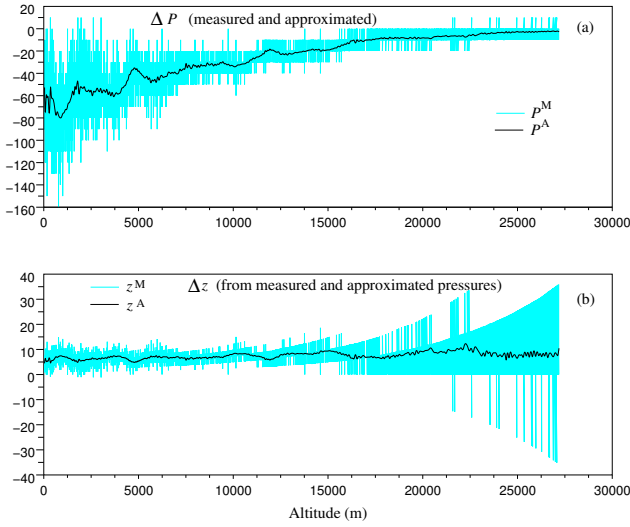 Δ P (measured and approximated)
(a)
20
10
0
−20
−40
−60
−80
−100
−120
−140
−160
P^M
P^A
0 5000 10000 15000 20000 25000 30000
Δz (from measured and approximated pressures)
(b)
z^M
z^A
40
30
20
10
0
−10
−20
−30
−40
0 5000 10000 15000 20000 25000 30000
Altitude (m)